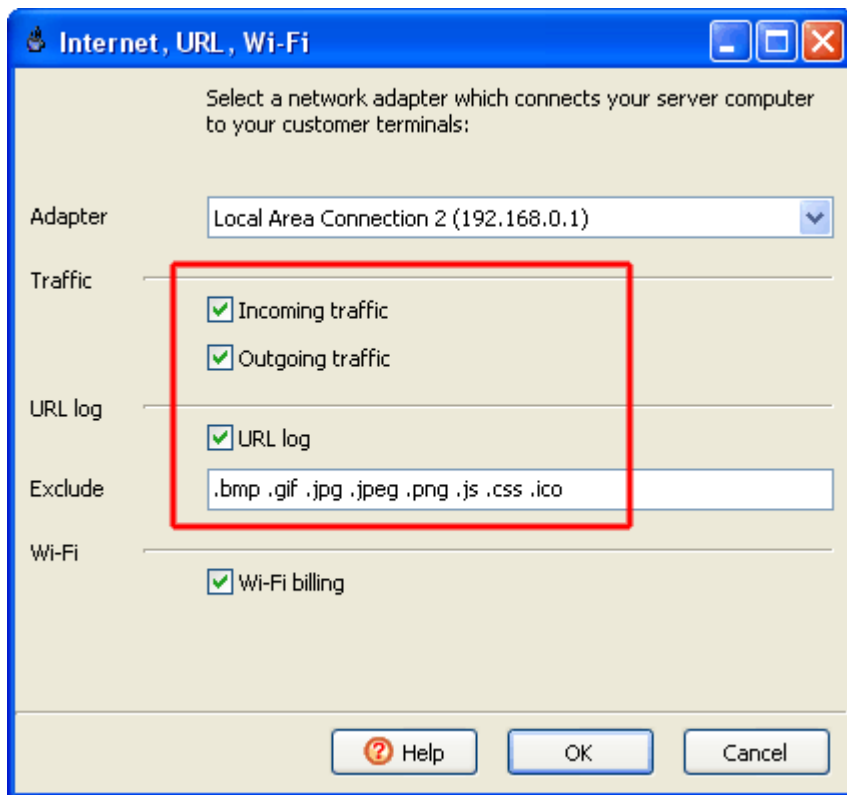 Internet, URL, Wi-Fi
Select a network adapter which connects your server computer
to your customer terminals:
Adapter
Local Area Connection 2 (192.168.0.1)
Traffic
Incoming traffic
Outgoing traffic
URL log
URL log
Exclude
.bmp .gif .jpg .jpeg .png .js .css .ico
Wi-Fi
Wi-Fi billing
Help OK Cancel